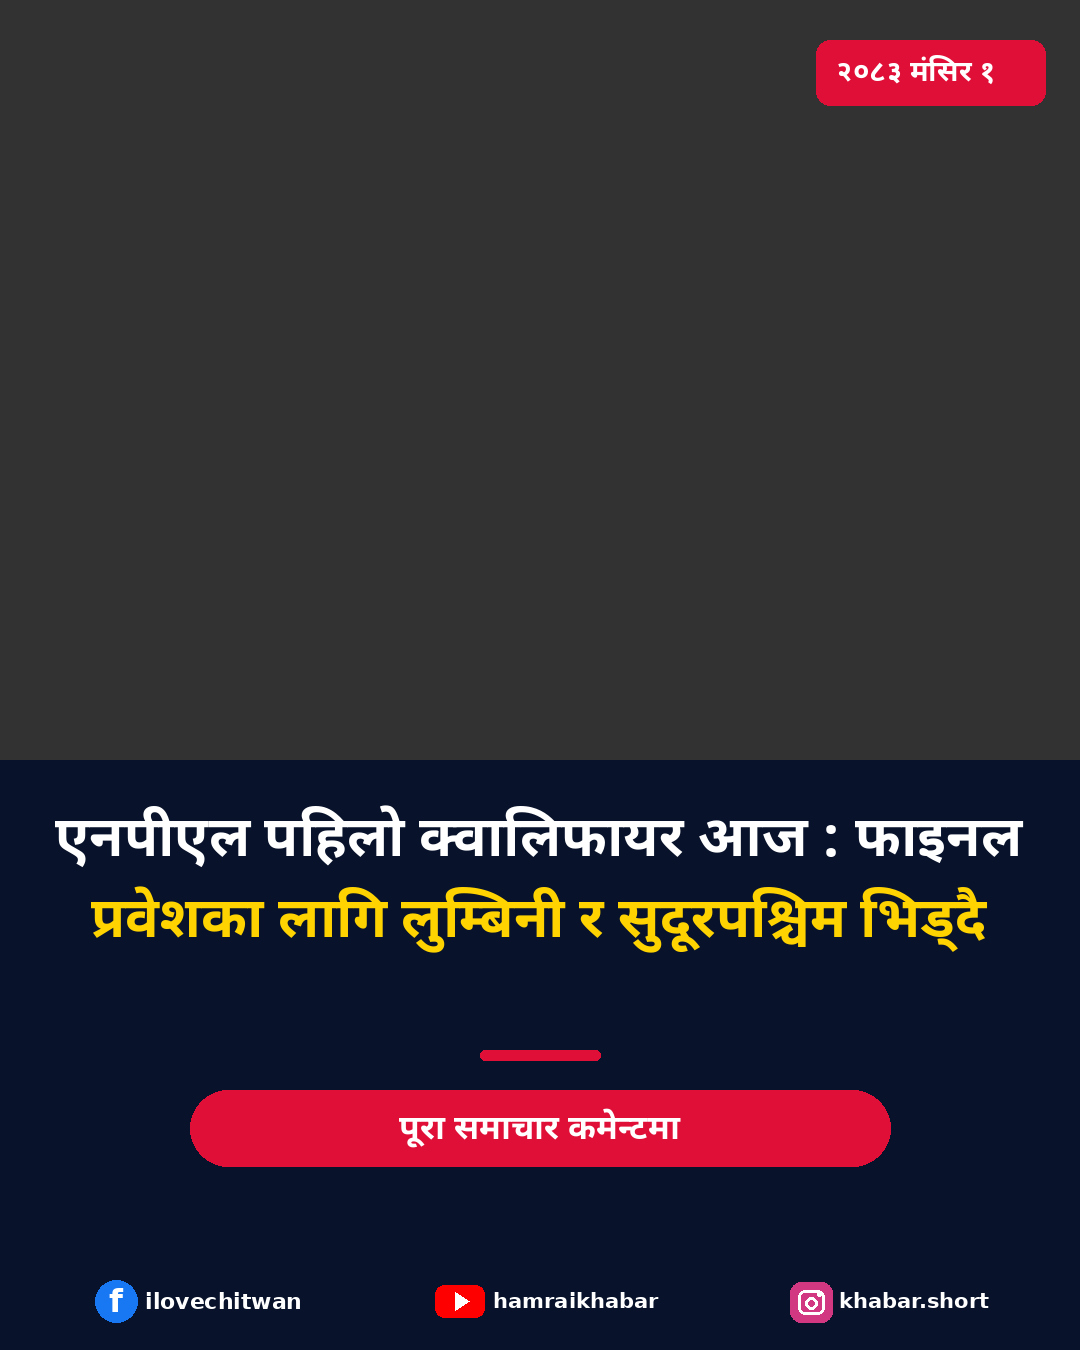 २०८३ मंसिर १
एनपीएल पहिलो क्वालिफायर आज : फाइनल
प्रवेशका लागि लुम्बिनी र सुदूरपश्चिम भिड्दै
पूरा समाचार कमेन्टमा
ilovechitwan
hamraikhabar
khabar.short